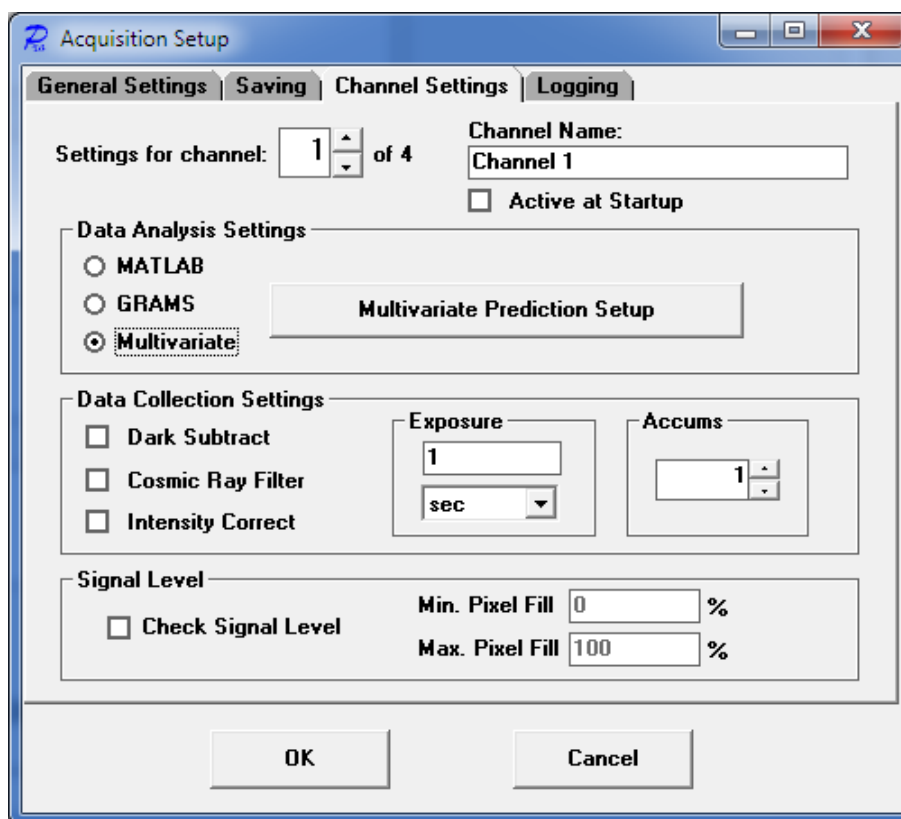 Acquisition Setup
General Settings Saving Channel Settings Logging
Settings for channel: 1 of 4
Channel Name:
Channel 1
Active at Startup
Data Analysis Settings
MATLAB
GRAMS
Multivariate
Multivariate Prediction Setup
Data Collection Settings
Dark Subtract
Cosmic Ray Filter
Intensity Correct
Exposure
1
sec
Accums
1
Signal Level
Check Signal Level
Min. Pixel Fill 0 %
Max. Pixel Fill 100 %
OK Cancel